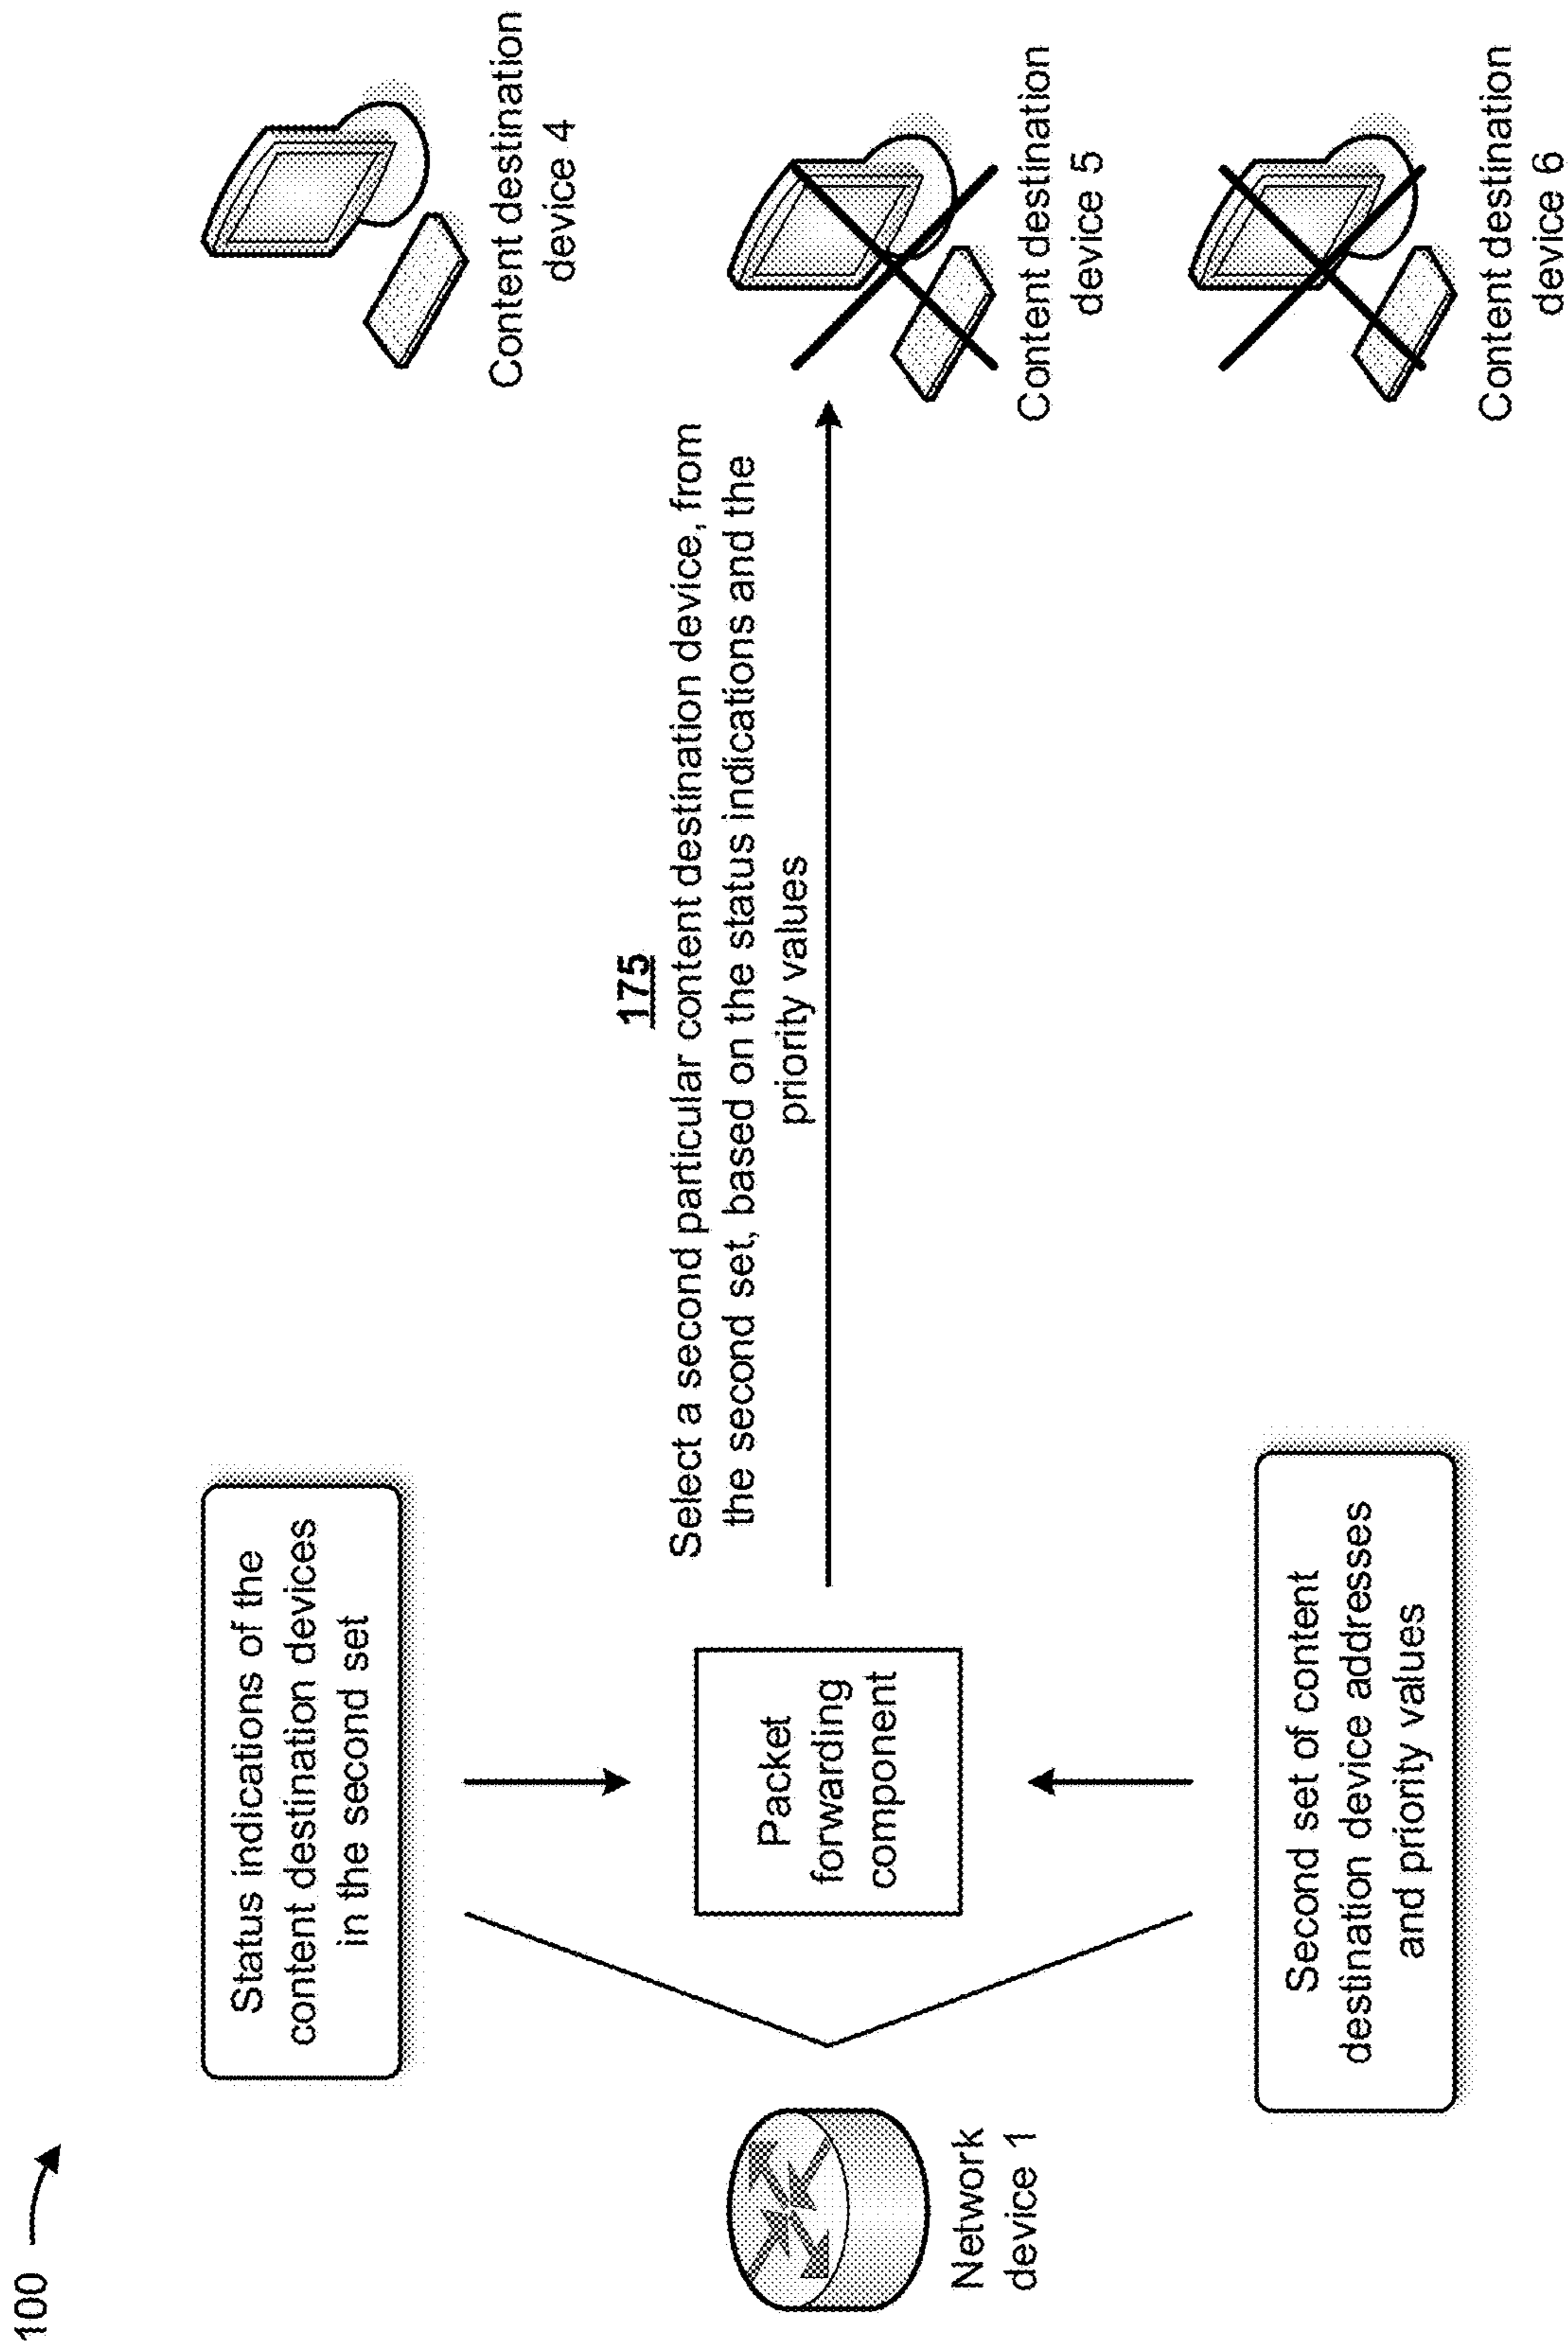 100
Status indications of the
content destination devices
in the second set
Network
device 1
Packet
forwarding
component
Second set of content
destination device addresses
and priority values
175
Select a second particular content destination device, from
the second set, based on the status indications and the
priority values
Content destination
device 4
Content destination
device 5
Content destination
device 6